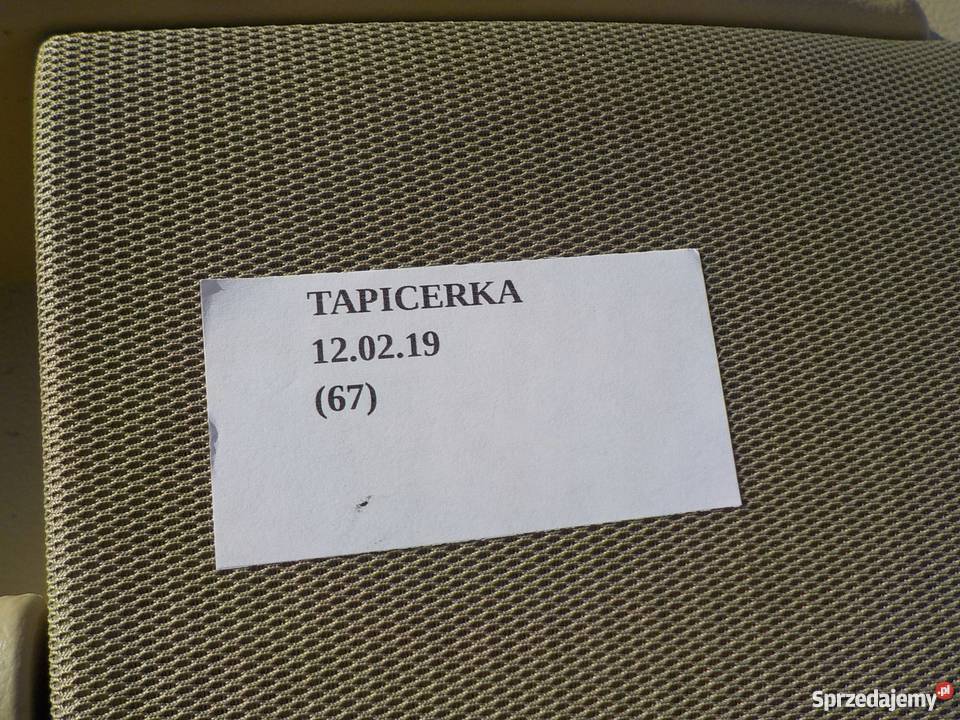 TAPICERKA
12.02.19
(67)
Sprzedajemy.pl